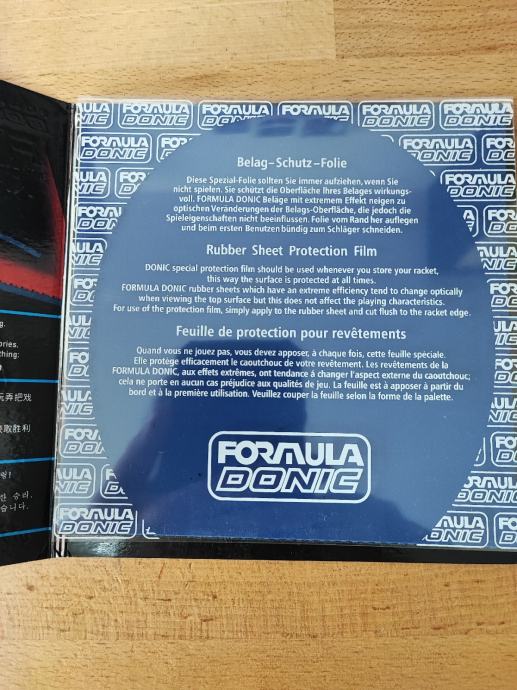 FORMULA DONIC
Belag-Schutz-Folie
Diese Spezial-Folie sollten Sie immer aufziehen, wenn Sie
nicht spielen. Sie schützt die Oberfläche Ihres Belages wirkungs-
voll. FORMULA DONIC Beläge mit extremem Effekt neigen zu
optischen Veränderungen der Belags-Oberfläche, die jedoch die
Spieleigenschaften nicht beeinflussen. Folie vom Rand her auflegen
und beim ersten Benutzen bündig zum Schläger schneiden.
Rubber Sheet Protection Film
DONIC special protection film should be used whenever you store your racket,
this way the surface is protected at all times.
FORMULA DONIC rubber sheets which have an extreme efficiency tend to change optically
when viewing the top surface but this does not affect the playing characteristics.
For use of the protection film, simply apply to the rubber sheet and cut flush to the racket edge.
Feuille de protection pour revêtements
Quand vous ne jouez pas, vous devez apposer, à chaque fois, cette feuille spéciale.
Elle protège efficacement le caoutchouc de votre revêtement. Les revêtements de la
FORMULA DONIC, aux effets extrêmes, ont tendance á changer l'aspect externe du caoutchouc;
cela ne porte en aucun cas préjudice aux qualités de jeu. La feuille est à apposer à partir du
bord et à la première utilisation. Veuillez couper la feuille selon la forme de la palette.
FORMULA
DONIC